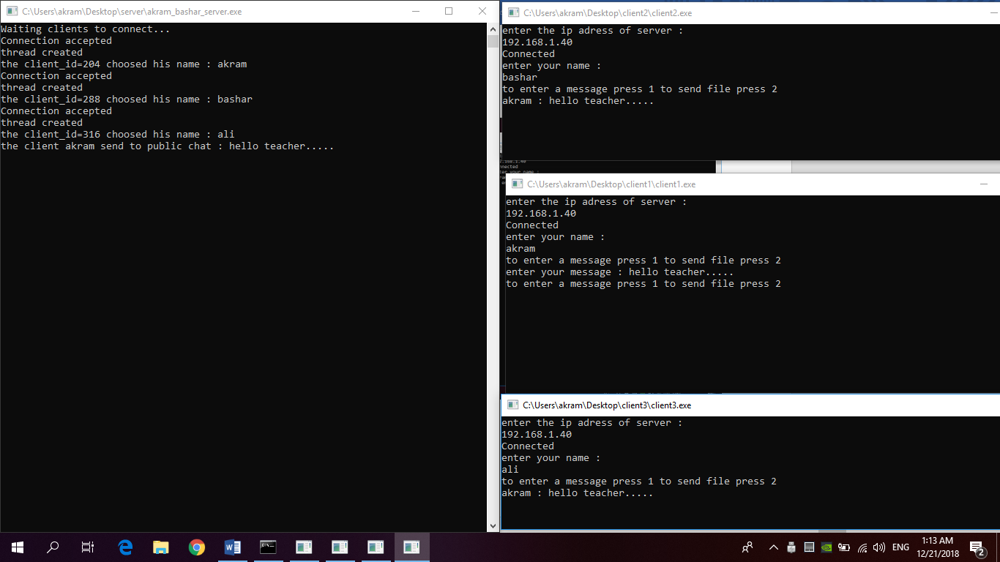 C:\Users\akram\Desktop\server\akram_bashar_server.exe
Waiting clients to connect...
Connection accepted
thread created
the client_id=204 choosed his name : akram
Connection accepted
thread created
the client_id=288 choosed his name : bashar
Connection accepted
thread created
the client_id=316 choosed his name : ali
the client akram send to public chat : hello teacher.....
C:\Users\akram\Desktop\client2\client2.exe
enter the ip adress of server :
192.168.1.40
Connected
enter your name :
bashar
to enter a message press 1 to send file press 2
akram : hello teacher.....
C:\Users\akram\Desktop\client1\client1.exe
enter the ip adress of server :
192.168.1.40
Connected
enter your name :
akram
to enter a message press 1 to send file press 2
enter your message : hello teacher.....
to enter a message press 1 to send file press 2
C:\Users\akram\Desktop\client3\client3.exe
enter the ip adress of server :
192.168.1.40
Connected
enter your name :
ali
to enter a message press 1 to send file press 2
akram : hello teacher.....
ENG
1:13 AM
12/21/2018
2